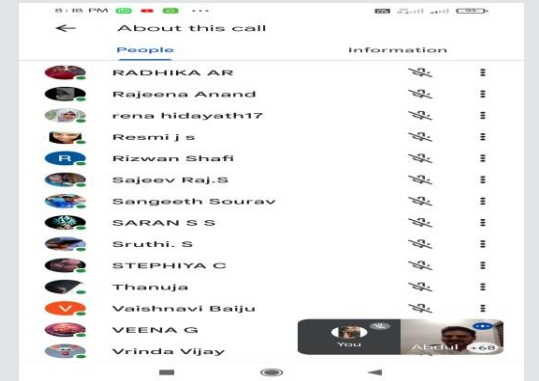 8:18 PM
About this call
People Information
RADHIKA AR
Rajeena Anand
rena hidayath17
Resmi j s
R Rizwan Shafi
Sajeev Raj.S
Sangeeth Sourav
SARAN S S
Sruthi. S
STEPHIYA C
Thanuja
V Vaishnavi Baiju
VEENA G
You Abdul +68
Vrinda Vijay